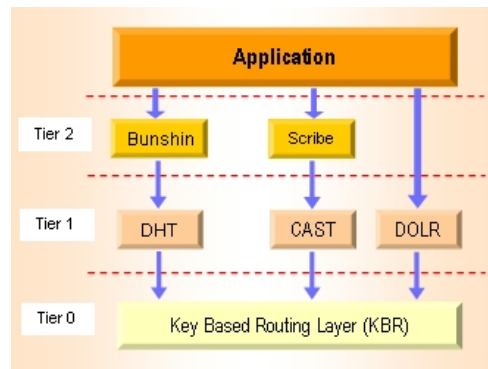 Application
Tier 2
Bunshin
Scribe
Tier 1
DHT
CAST
DOLR
Tier 0
Key Based Routing Layer (KBR)